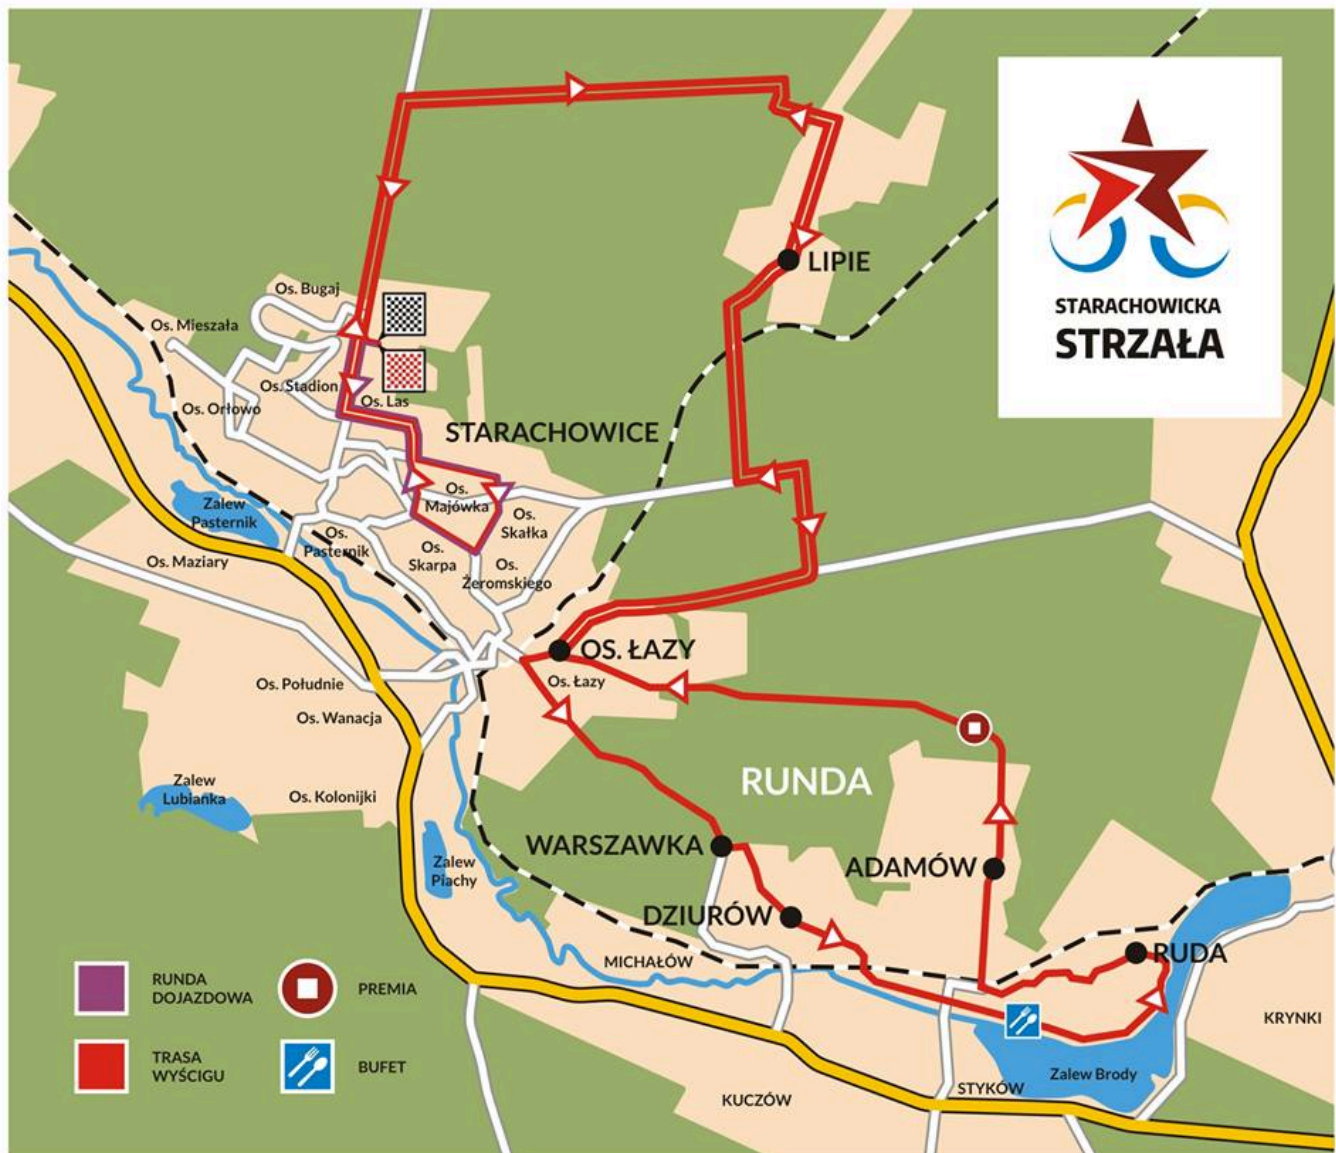 STARACHOWICKA
STRZAŁA
LIPIE
Os. Bugaj
Os. Mieszała
Os. Stadion
Os. Las
Os. Orłowo
STARACHOWICE
Os.
Majówka
Zalew
Pasternik
Os.
Skałka
Os.
Pasternik
Os.
Skarpa
Os. Maziary
Os.
Żeromskiego
OS. ŁAZY
Os. Łazy
Os. Południe
Os. Wanacja
RUNDA
Zalew
Lubianka
Os. Kolonijki
WARSZAWKA
Zalew
Piachy
ADAMÓW
DZIURÓW
RUDA
MICHAŁÓW
KRYNKI
Zalew Brody
STYKÓW
KUCZÓW
RUNDA
DOJAZDOWA
PREMIA
TRASA
WYŚCIGU
BUFET